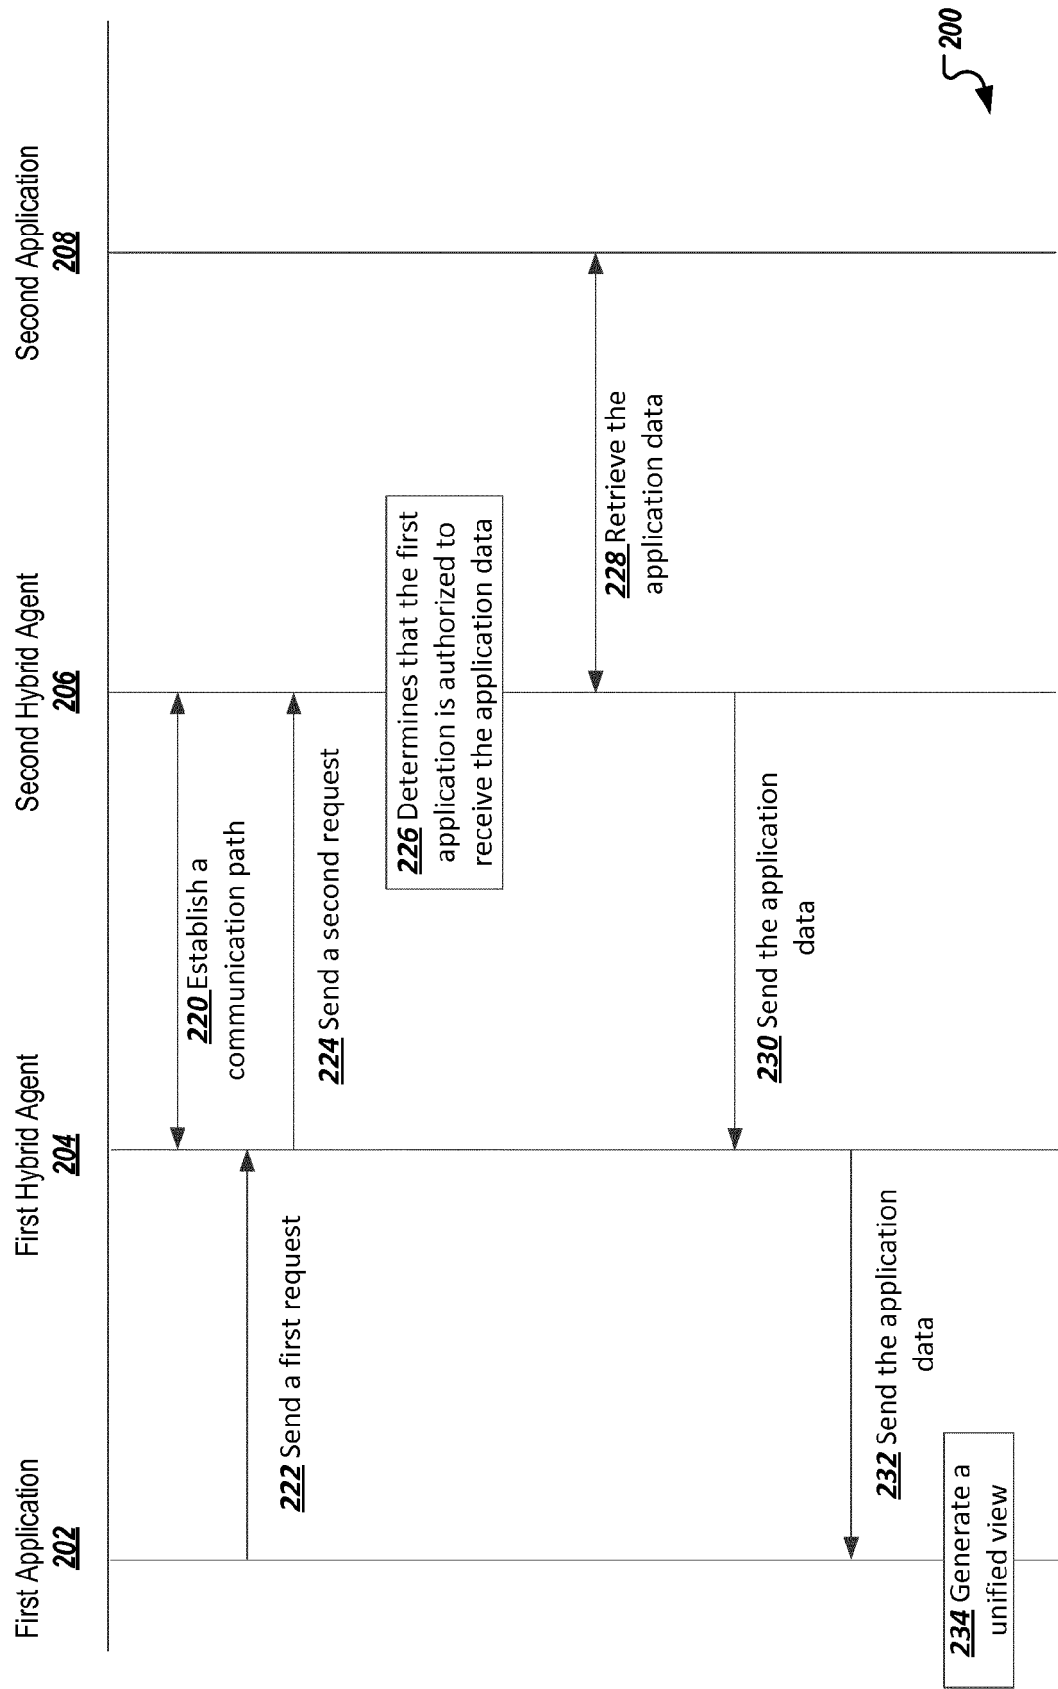 First Application
202
First Hybrid Agent
204
Second Hybrid Agent
206
Second Application
208
220 Establish a
communication path
222 Send a first request
224 Send a second request
226 Determines that the first
application is authorized to
receive the application data
228 Retrieve the
application data
230 Send the application
data
232 Send the application
data
234 Generate a
unified view
200